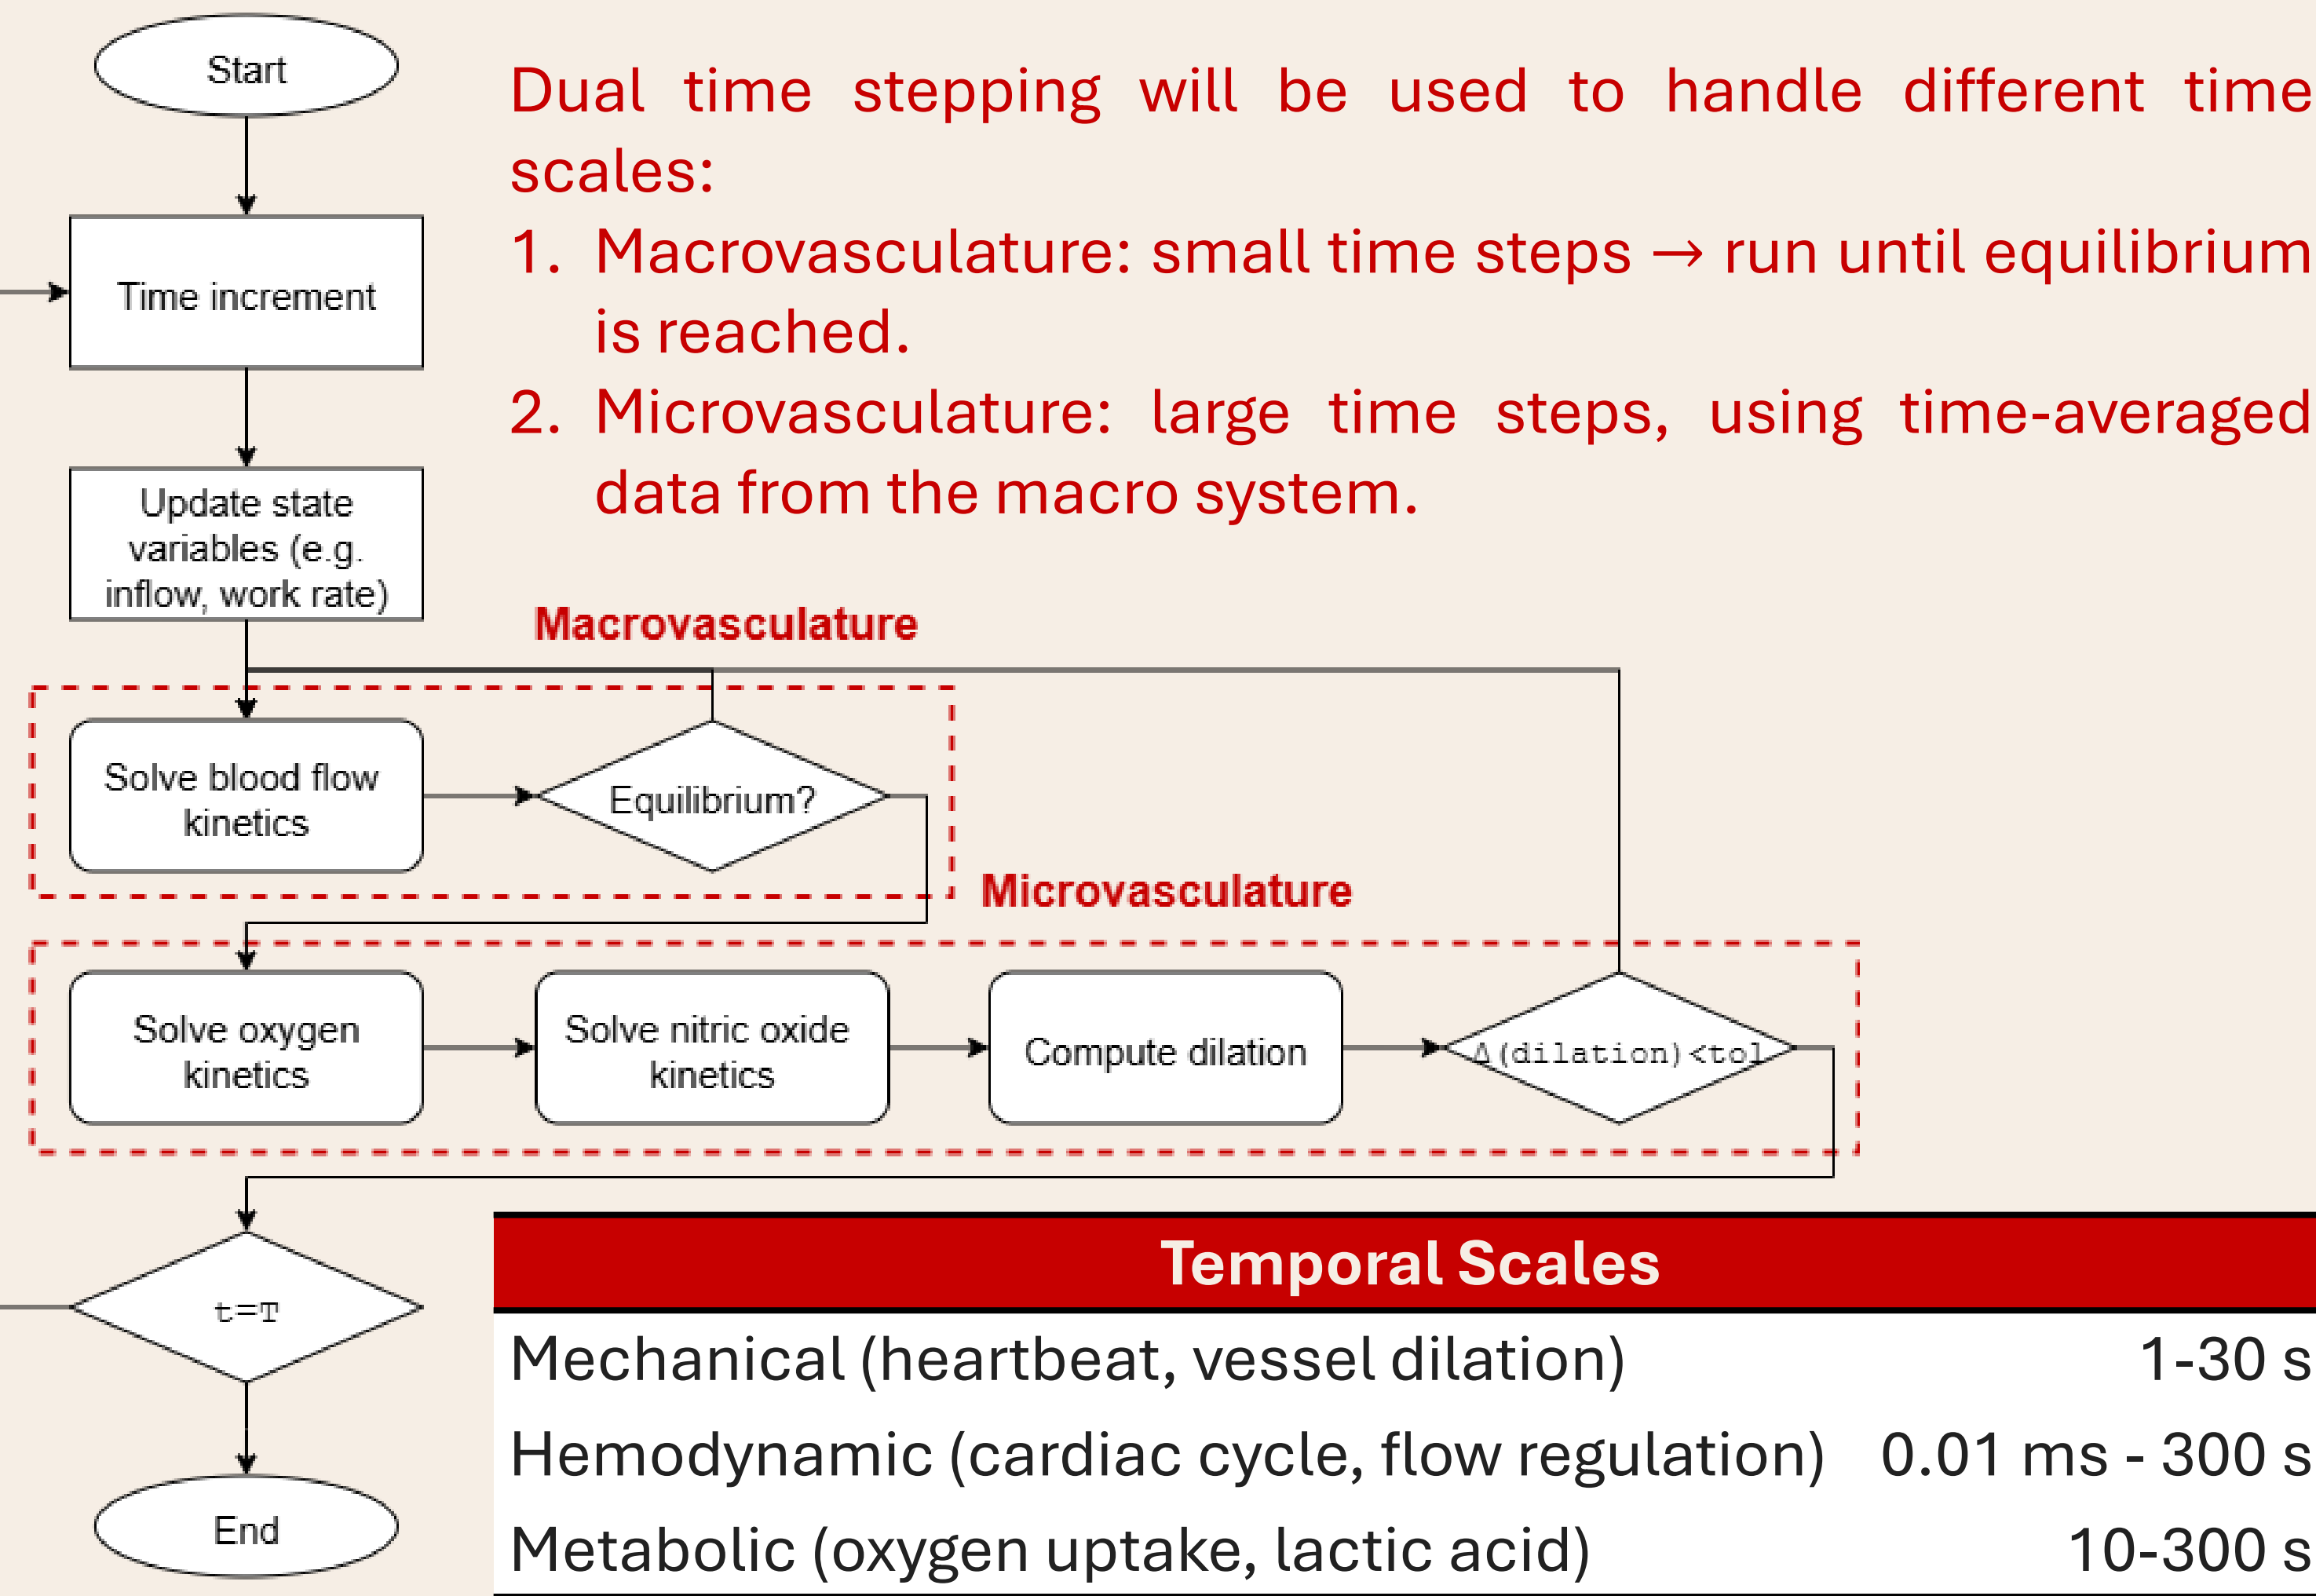 Start
Dual time stepping will be used to handle different time
scales:
1. Macrovasculature: small time steps → run until equilibrium
is reached.
2. Microvasculature: large time steps, using time-averaged
data from the macro system.
Time increment
Update state
variables (e.g.
inflow, work rate)
Macrovasculature
Solve blood flow
kinetics
Equilibrium?
Microvasculature
Solve oxygen
kinetics
Solve nitric oxide
kinetics
Compute dilation
Δ(dilation)<tol
t=T
End
Temporal Scales
Mechanical (heartbeat, vessel dilation) 1-30 s
Hemodynamic (cardiac cycle, flow regulation) 0.01 ms - 300 s
Metabolic (oxygen uptake, lactic acid) 10-300 s